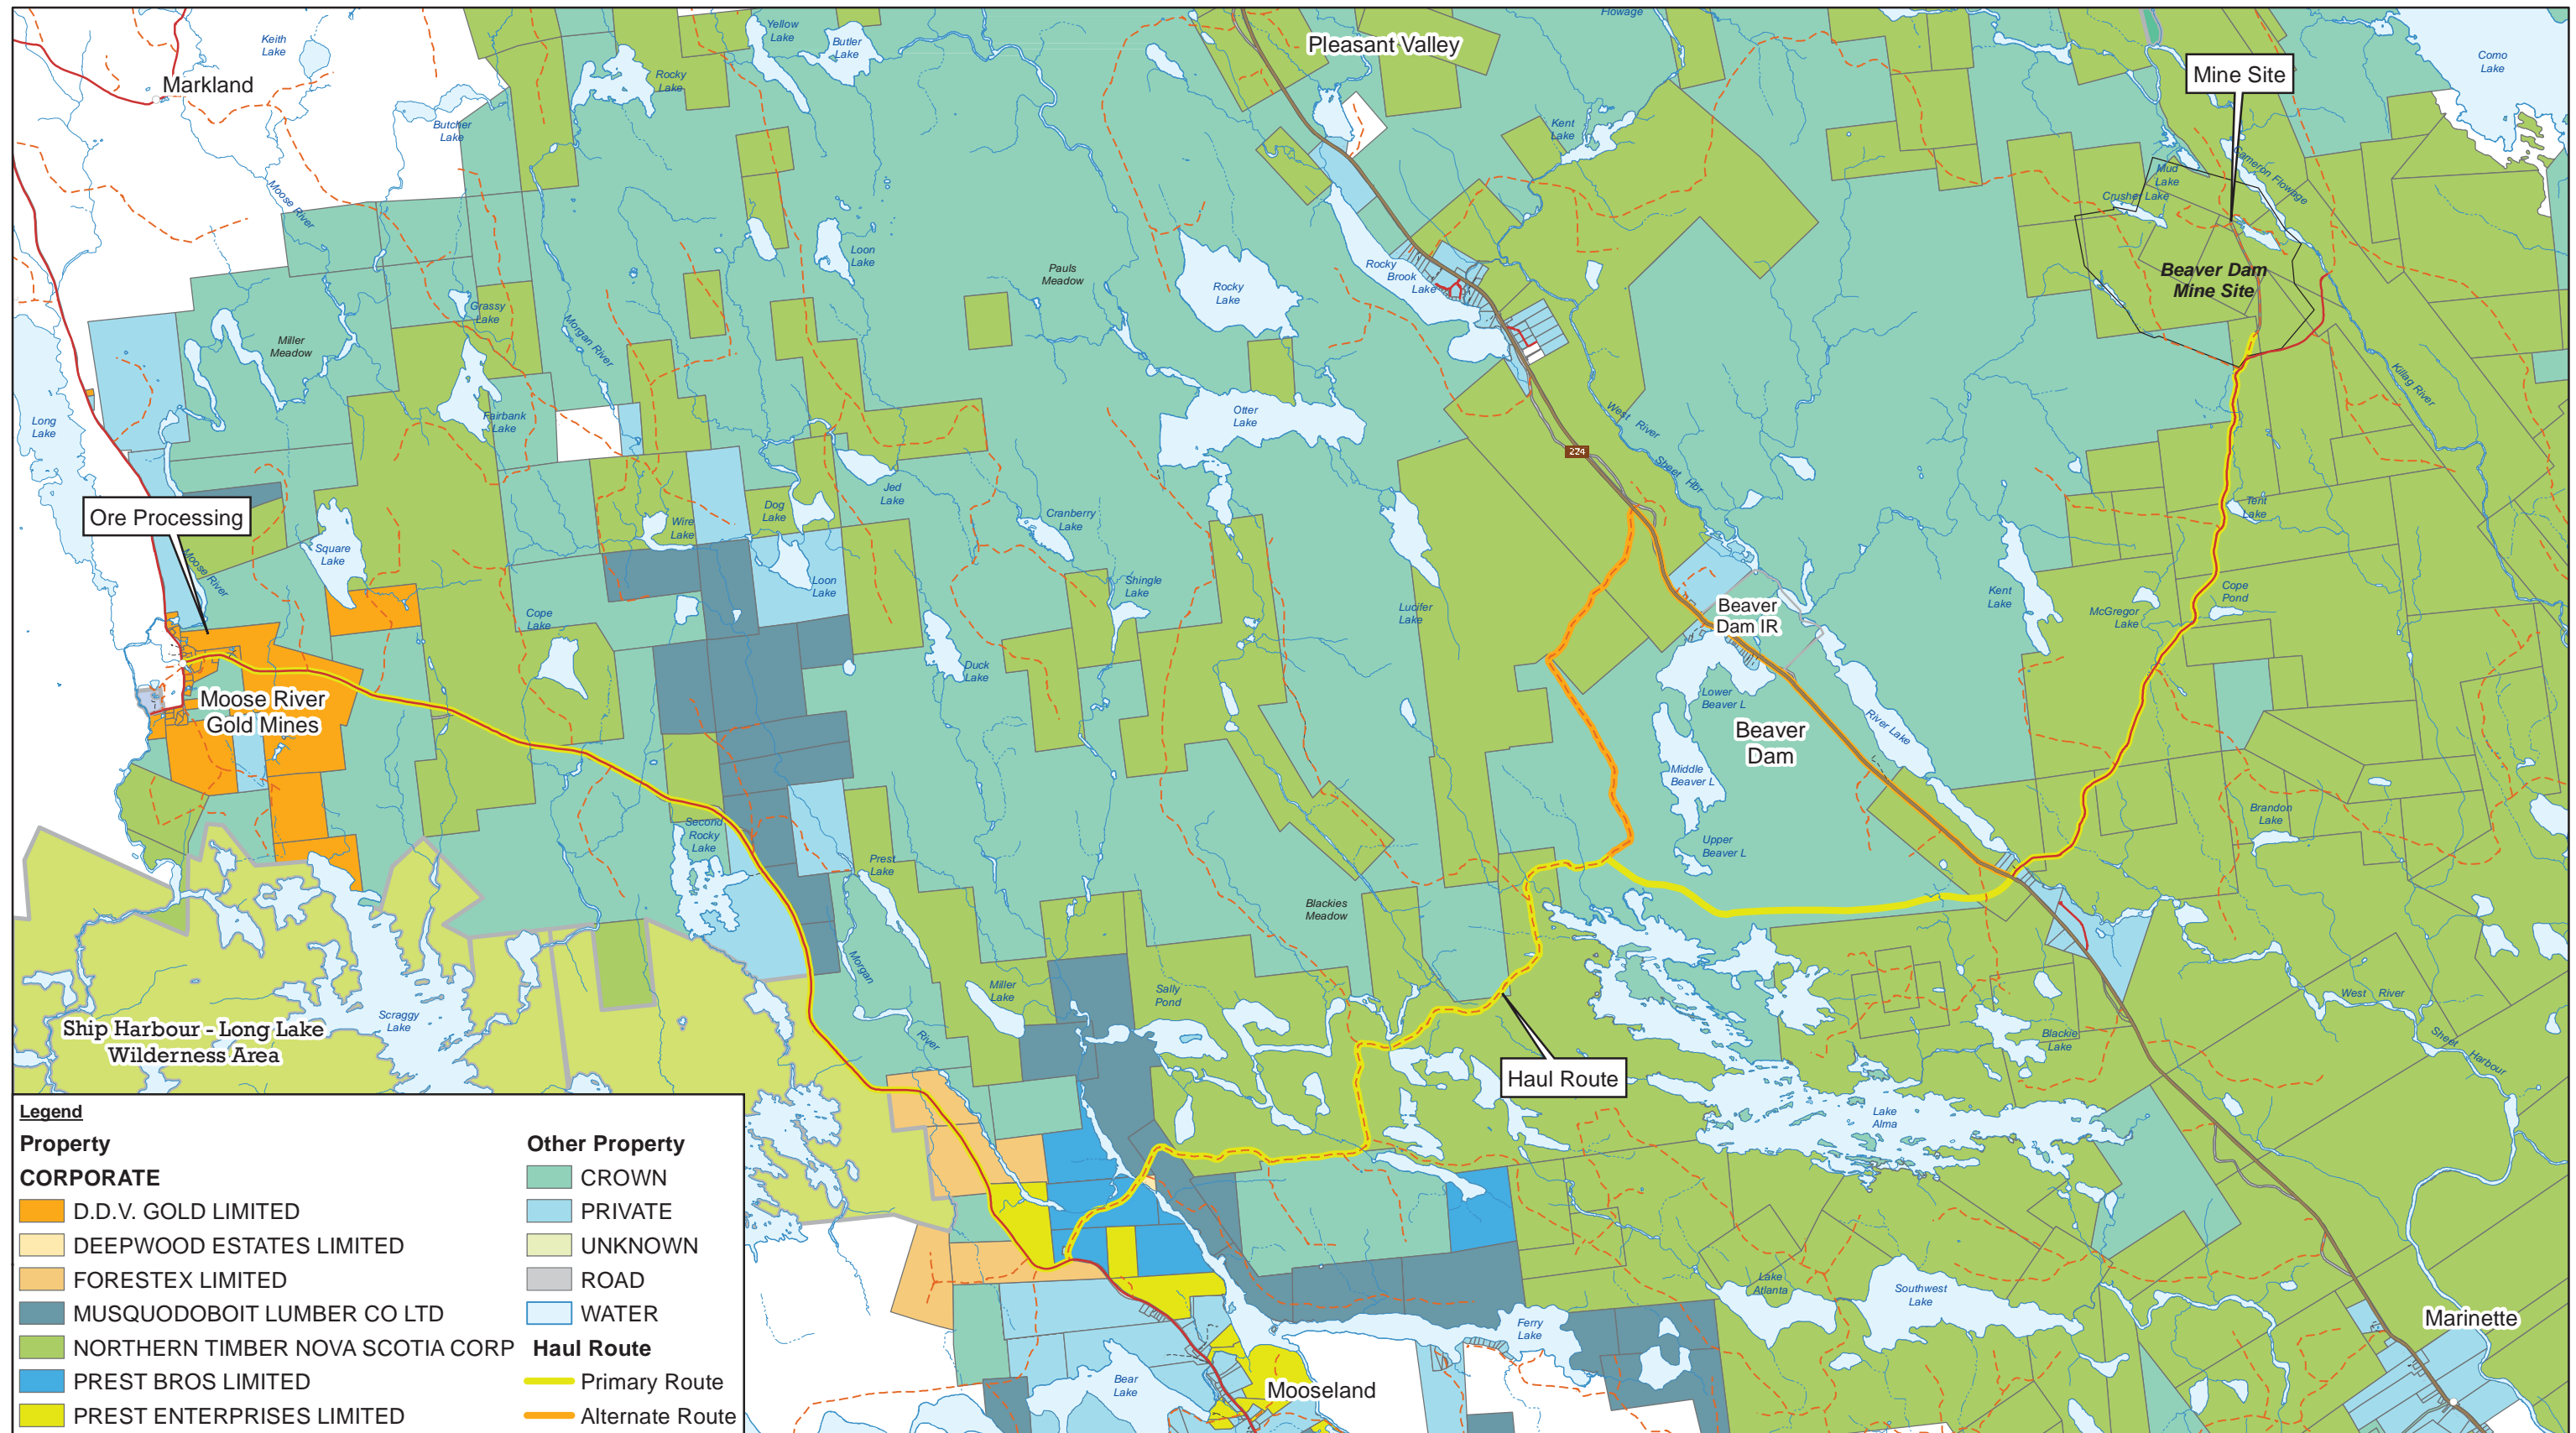 Flowage
Yellow
Lake
Butler
Lake
Keith
Lake
Pleasant Valley
Como
Lake
Markland
Rocky
Lake
Mine Site
Butcher
Lake
Kent
Lake
Cameron Flowage
Mud
Lake
Crusher Lake
Moose River
Loon
Lake
Pauls
Meadow
Rocky
Brook
Lake
Rocky
Lake
Beaver Dam
Mine Site
Grassy
Lake
Morgan River
Miller
Meadow
Killag River
Long
Lake
Fairbank
Lake
Otter
Lake
West River
Sheet Hbr
224
Jed
Lake
Dog
Lake
Ore Processing
Wire
Lake
Cranberry
Lake
Tent
Lake
Square
Lake
Moose River
Loon
Lake
Shingle
Lake
Cope
Lake
Lucifer
Lake
Beaver
Dam IR
Kent
Lake
McGregor
Lake
Cope
Pond
Duck
Lake
Moose River
Gold Mines
Lower
Beaver L
River Lake
Beaver
Dam
Middle
Beaver L
Second
Rocky
Lake
Brandon
Lake
Upper
Beaver L
Prest
Lake
Blackies
Meadow
Morgan
River
Miller
Lake
Sally
Pond
West River
Sheet Harbour
Scraggy
Lake
Ship Harbour - Long Lake
Wilderness Area
Blackie
Lake
Haul Route
Lake
Alma
Lake
Atlanta
Southwest
Lake
Ferry
Lake
Marinette
Bear
Lake
Mooseland
Legend
Property
CORPORATE
D.D.V. GOLD LIMITED
DEEPWOOD ESTATES LIMITED
FORESTEX LIMITED
MUSQUODOBOIT LUMBER CO LTD
NORTHERN TIMBER NOVA SCOTIA CORP
PREST BROS LIMITED
PREST ENTERPRISES LIMITED
Other Property
CROWN
PRIVATE
UNKNOWN
ROAD
WATER
Haul Route
Primary Route
Alternate Route